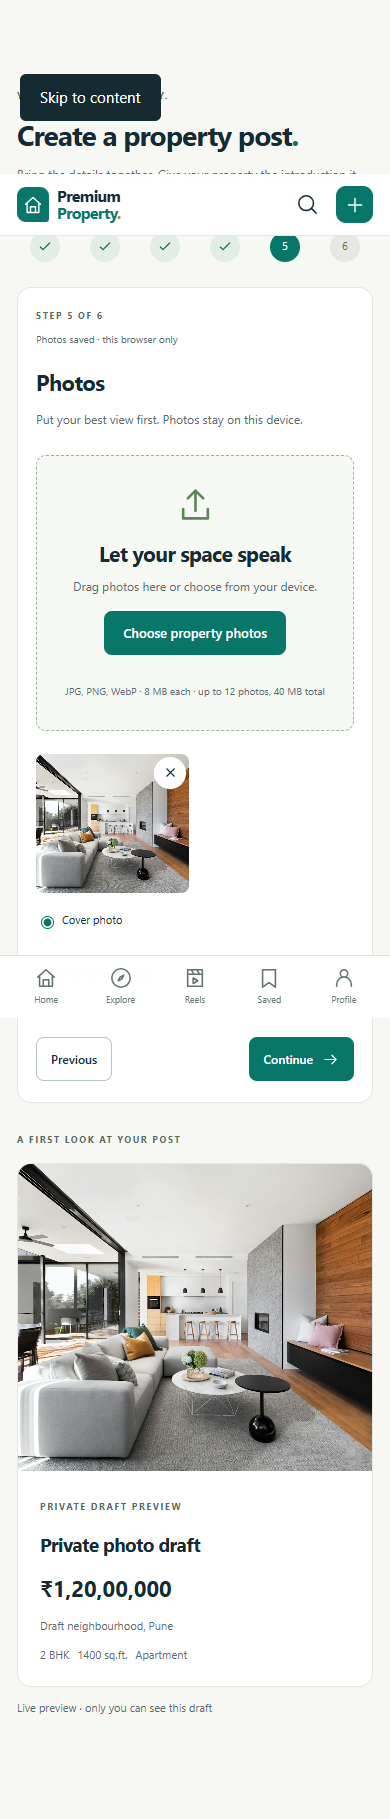 Skip to content
Create a property post.
Premium
Property.
5
6
STEP 5 OF 6
Photos saved · this browser only
Photos
Put your best view first. Photos stay on this device.
Let your space speak
Drag photos here or choose from your device.
Choose property photos
JPG, PNG, WebP · 8 MB each · up to 12 photos, 40 MB total
Cover photo
Home
Explore
Reels
Saved
Profile
Previous
Continue
A FIRST LOOK AT YOUR POST
PRIVATE DRAFT PREVIEW
Private photo draft
₹1,20,00,000
Draft neighbourhood, Pune
2 BHK 1400 sq.ft. Apartment
Live preview · only you can see this draft